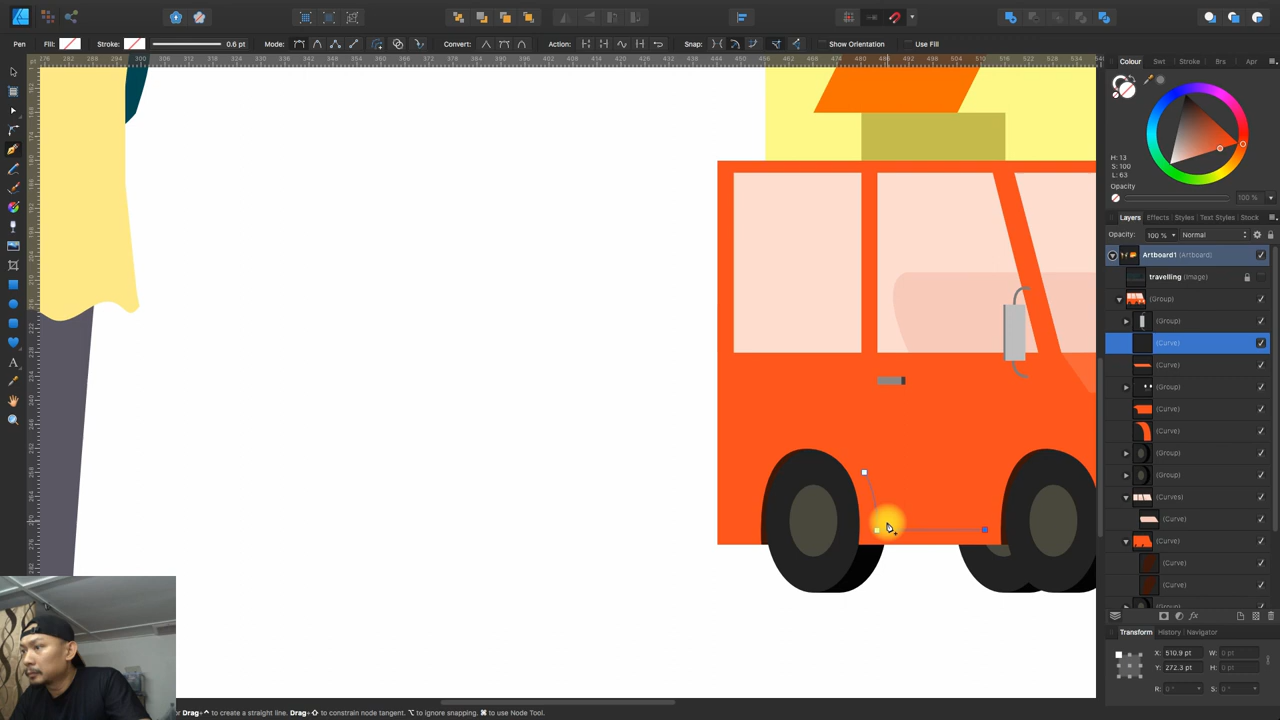 Pen Fill: Stroke: 0.6 pt Mode: Convert: Action: Snap: Show Orientation Use Fill
Colour Swt Stroke Brs Apr
H: 13
S: 100
L: 63
Opacity
100 %
Layers Effects Styles Text Styles Stock
Opacity: 100 % Normal
Artboard1 (Artboard)
travelling (Image)
(Group)
(Group)
(Curve)
(Curve)
(Group)
(Curve)
(Curve)
(Group)
(Group)
(Curves)
(Curve)
(Curve)
(Curve)
(Curve)
Transform History Navigator
X: 510.9 pt W: 0 pt
Y: 272.3 pt H: 0 pt
R: 0 ° S: 0 °
Drag+⌃ to create a straight line. Drag+⇧ to constrain node tangent. ⌥ to ignore snapping. ⌘ to use Node Tool.